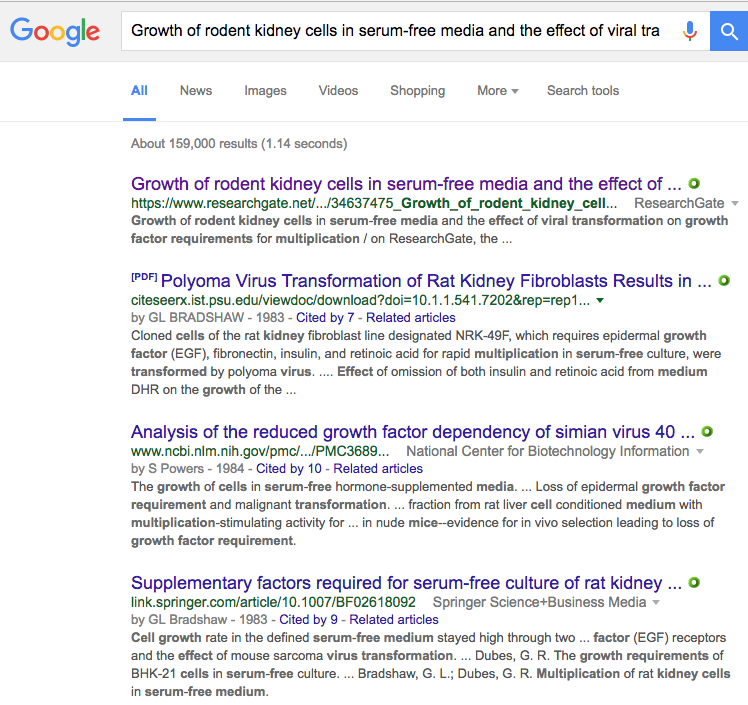 Google
Growth of rodent kidney cells in serum-free media and the effect of viral tra
All News Images Videos Shopping More Search tools
About 159,000 results (1.14 seconds)
Growth of rodent kidney cells in serum-free media and the effect of ...
https://www.researchgate.net/.../34637475_Growth_of_rodent_kidney_cell... ResearchGate
Growth of rodent kidney cells in serum-free media and the effect of viral transformation on growth
factor requirements for multiplication / on ResearchGate, the ...
[PDF] Polyoma Virus Transformation of Rat Kidney Fibroblasts Results in ...
citeseerx.ist.psu.edu/viewdoc/download?doi=10.1.1.541.7202&rep=rep1...
by GL BRADSHAW - 1983 - Cited by 7 - Related articles
Cloned cells of the rat kidney fibroblast line designated NRK-49F, which requires epidermal growth
factor (EGF), fibronectin, insulin, and retinoic acid for rapid multiplication in serum-free culture, were
transformed by polyoma virus. .... Effect of omission of both insulin and retinoic acid from medium
DHR on the growth of the ...
Analysis of the reduced growth factor dependency of simian virus 40 ...
www.ncbi.nlm.nih.gov/pmc/.../PMC3689... National Center for Biotechnology Information
by S Powers - 1984 - Cited by 10 - Related articles
The growth of cells in serum-free hormone-supplemented media. ... Loss of epidermal growth factor
requirement and malignant transformation. ... fraction from rat liver cell conditioned medium with
multiplication-stimulating activity for ... in nude mice--evidence for in vivo selection leading to loss of
growth factor requirement.
Supplementary factors required for serum-free culture of rat kidney ...
link.springer.com/article/10.1007/BF02618092 Springer Science+Business Media
by GL Bradshaw - 1983 - Cited by 9 - Related articles
Cell growth rate in the defined serum-free medium stayed high through two ... factor (EGF) receptors
and the effect of mouse sarcoma virus transformation. ... Dubes, G. R. The growth requirements of
BHK-21 cells in serum-free culture. ... Bradshaw, G. L.; Dubes, G. R. Multiplication of rat kidney cells
in serum-free medium.